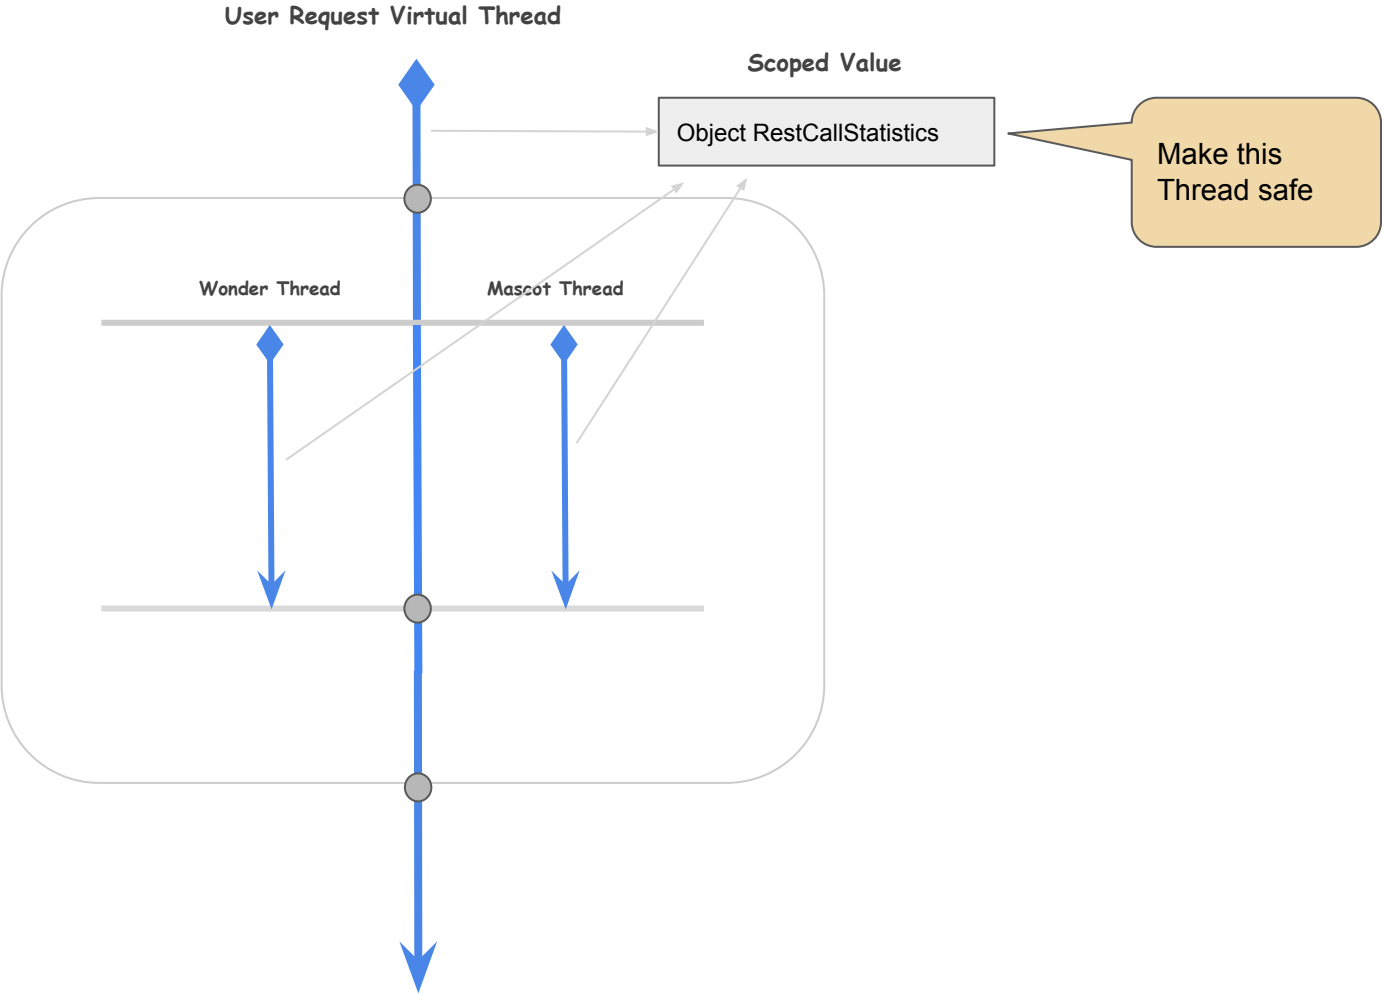 User Request Virtual Thread
Scoped Value
Object RestCallStatistics
Make this
Thread safe
Wonder Thread
Mascot Thread